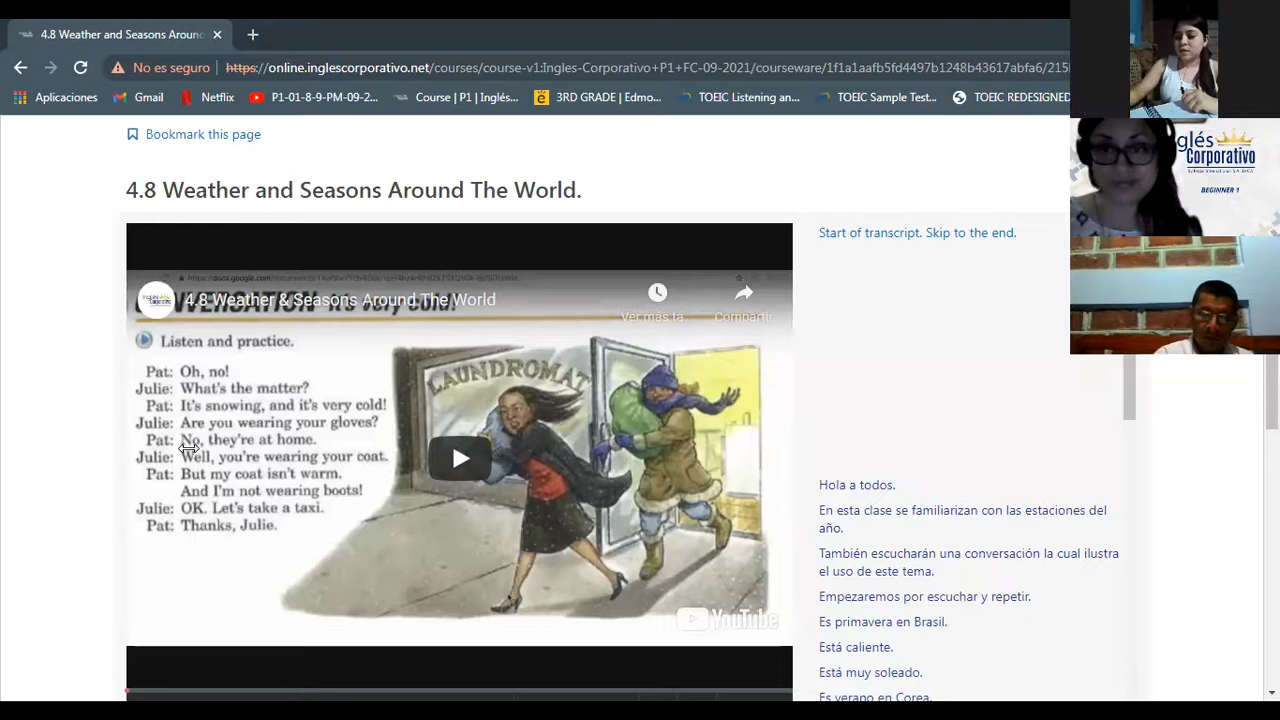 4.8 Weather and Seasons Around
No es seguro
https://online.inglescorporativo.net/courses/course-v1:Ingles-Corporativo+P1+FC-09-2021/courseware/1f1a1aafb5fd4497b1248b43617abfa6/215
Aplicaciones
Gmail
Netflix
P1-01-8-9-PM-09-2...
Course | P1 | Inglés...
3RD GRADE | Edmo...
TOEIC Listening an...
TOEIC Sample Test...
TOEIC REDESIGNED
glés
Corporativo
BEGINNER 1
Bookmark this page
4.8 Weather and Seasons Around The World.
Start of transcript. Skip to the end.
4.8 Weather & Seasons Around The World
It's very cold!
Ver más ta...
Compartir
Listen and practice.
Pat: Oh, no!
Julie: What's the matter?
Pat: It's snowing, and it's very cold!
Julie: Are you wearing your gloves?
Pat: No, they're at home.
Julie: Well, you're wearing your coat.
Pat: But my coat isn't warm.
And I'm not wearing boots!
Julie: OK. Let's take a taxi.
Pat: Thanks, Julie.
LAUNDROMAT
YouTube
Hola a todos.
En esta clase se familiarizan con las estaciones del
año.
También escucharán una conversación la cual ilustra
el uso de este tema.
Empezaremos por escuchar y repetir.
Es primavera en Brasil.
Está caliente.
Está muy soleado.
Es verano en Corea.